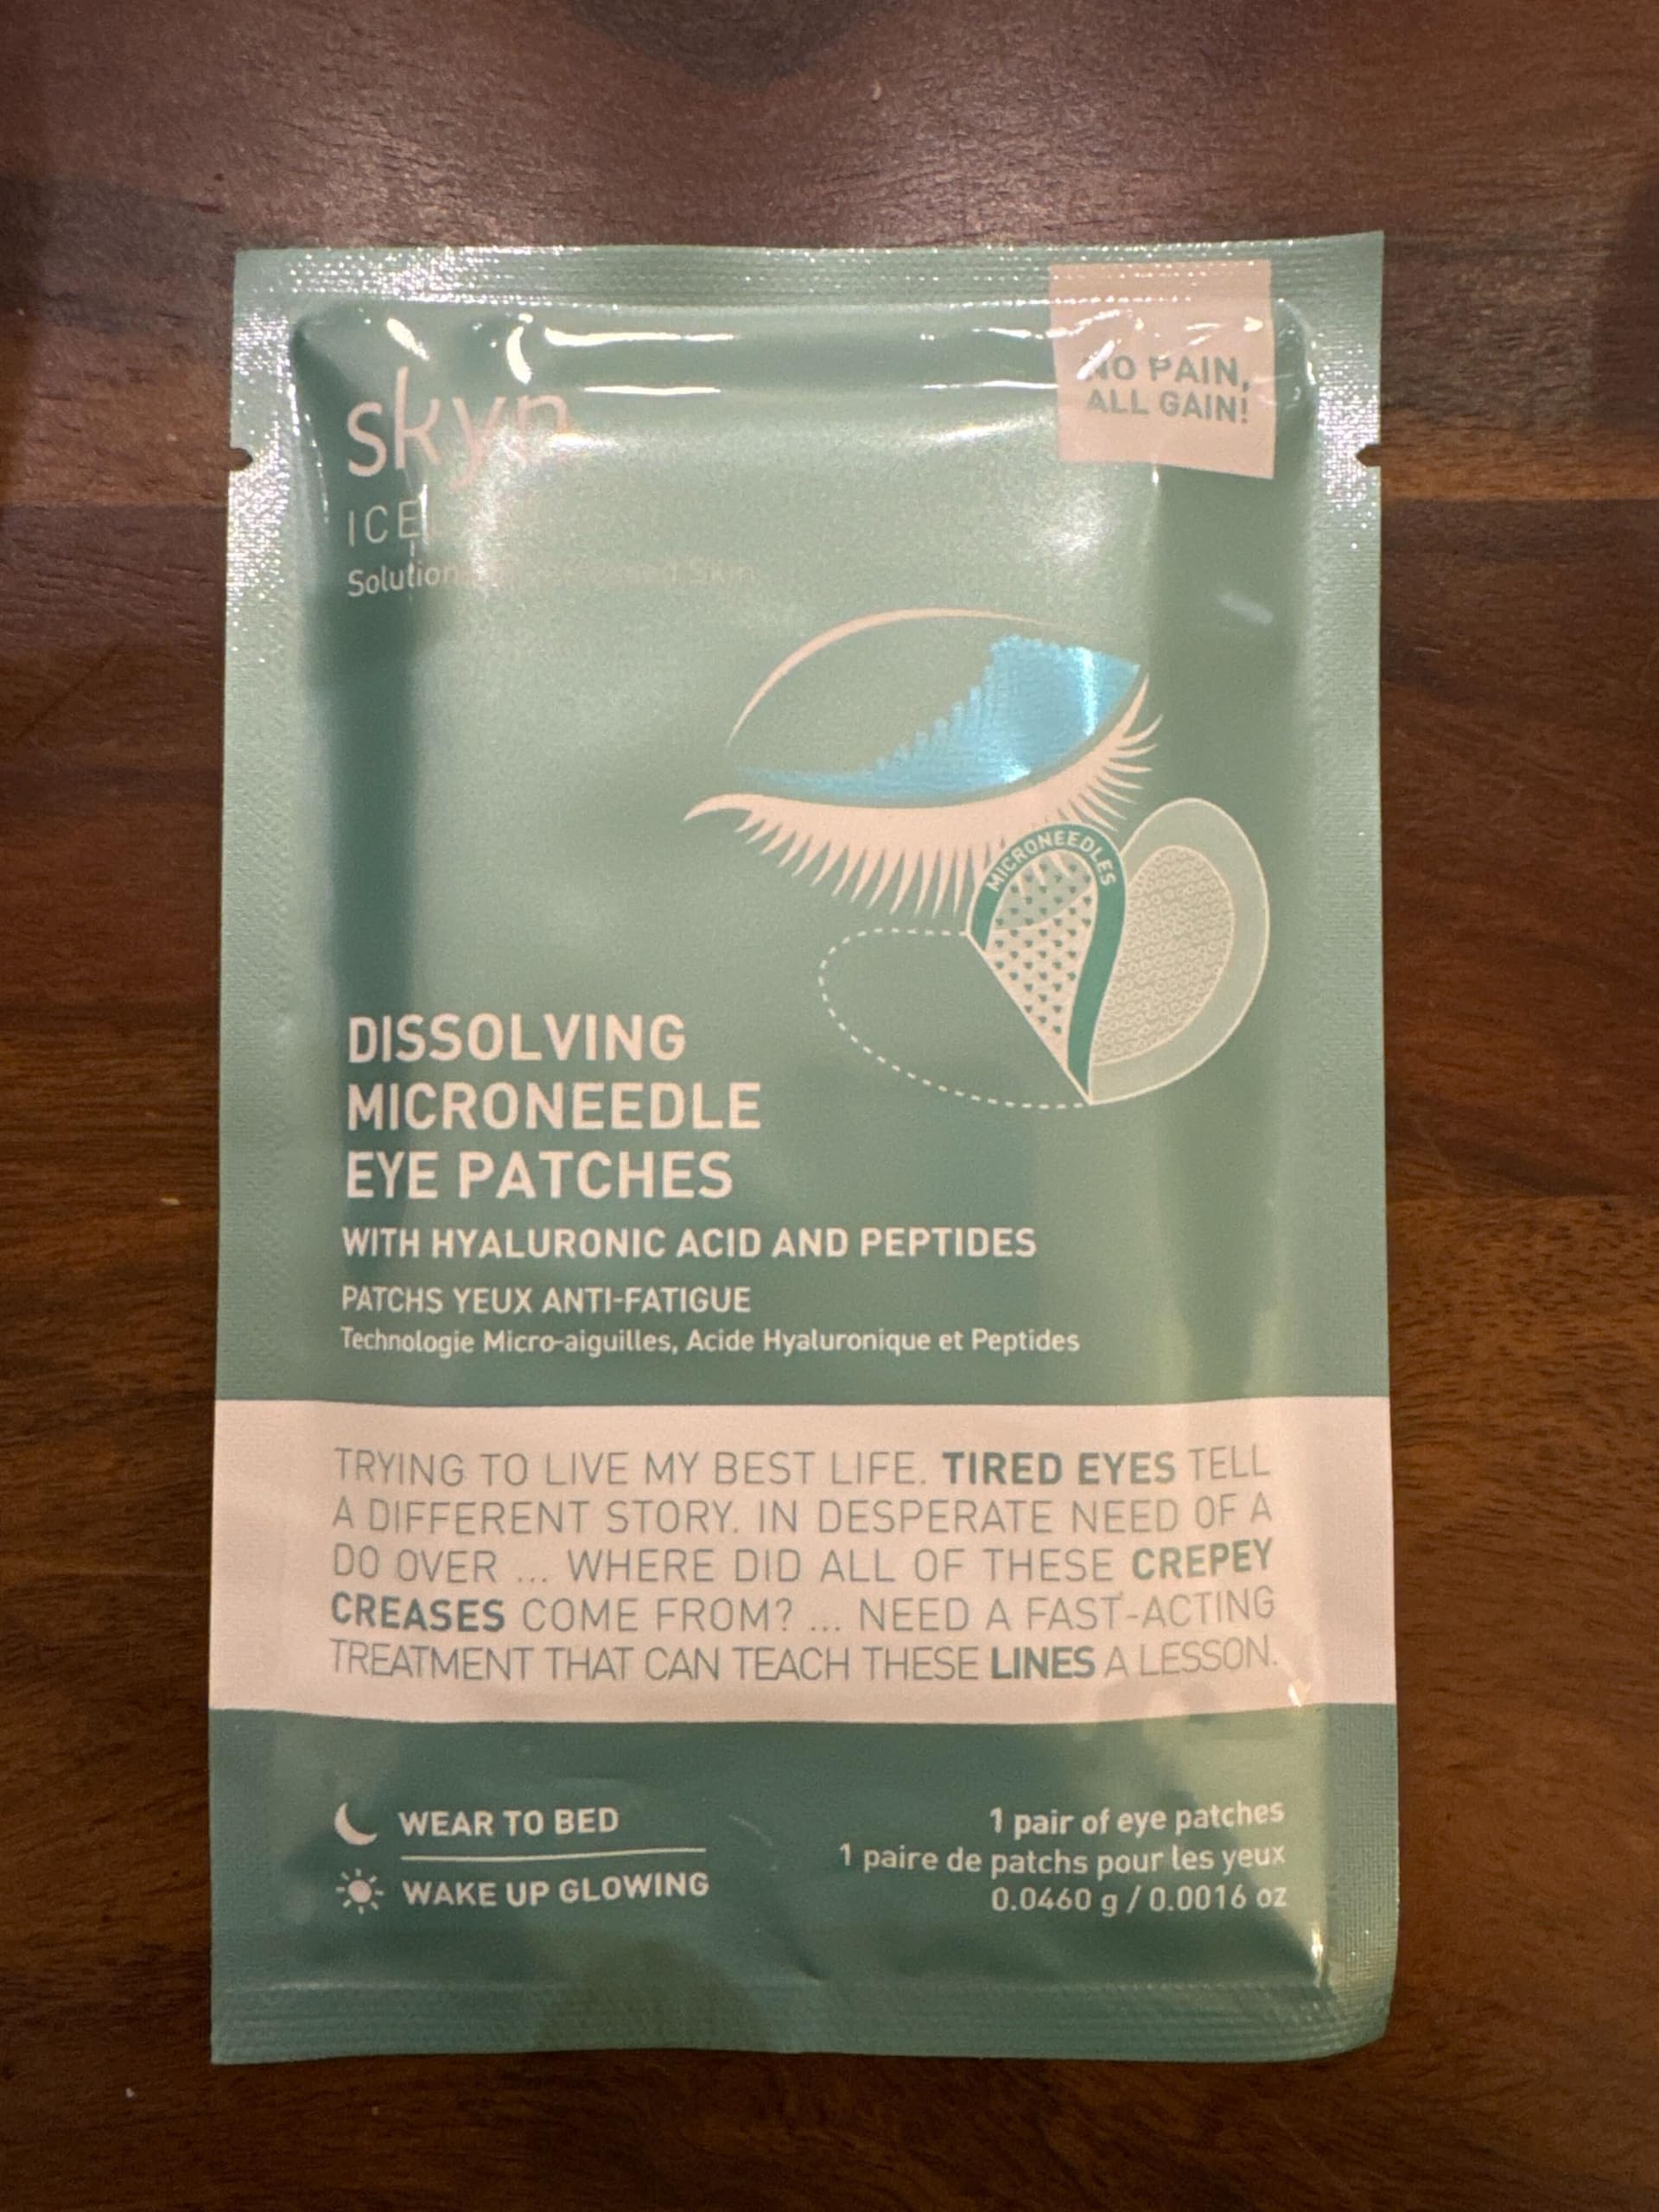 NO PAIN,
ALL GAIN!
skyn
Skin
MICRONEEDLES
DISSOLVING
MICRONEEDLE
EYE PATCHES
WITH HYALURONIC ACID AND PEPTIDES
PATCHS YEUX ANTI-FATIGUE
Technologie Micro-aiguilles, Acide Hyaluronique et Peptides
TRYING TO LIVE MY BEST LIFE. TIRED EYES TELL
A DIFFERENT STORY. IN DESPERATE NEED OF A
DO OVER ... WHERE DID ALL OF THESE CREPEY
CREASES COME FROM? ... NEED A FAST-ACTING
TREATMENT THAT CAN TEACH THESE LINES A LESSON.
WEAR TO BED
WAKE UP GLOWING
1 pair of eye patches
1 paire de patchs pour les yeux
0.0460 g / 0.0016 oz